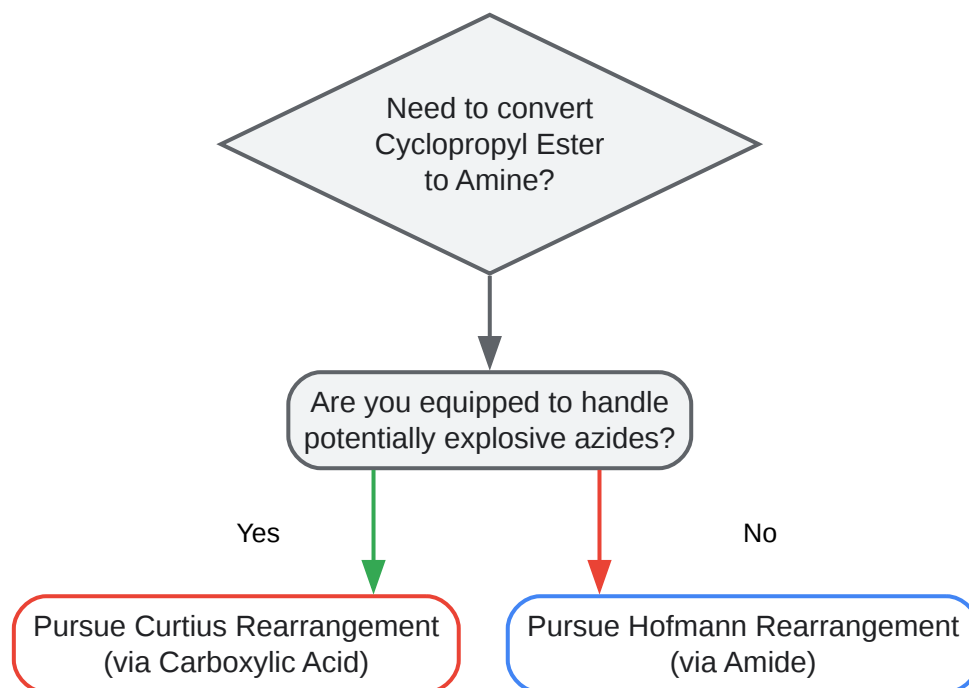 Need to convert
Cyclopropyl Ester
to Amine?
Are you equipped to handle
potentially explosive azides?
Yes
No
Pursue Curtius Rearrangement
(via Carboxylic Acid)
Pursue Hofmann Rearrangement
(via Amide)